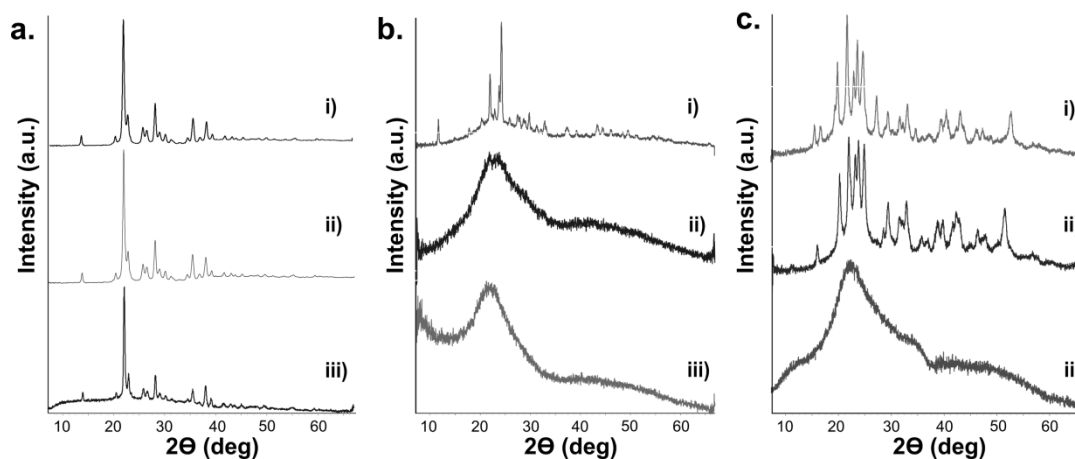 a.
Intensity (a.u.)
i)
ii)
iii)
10 20 30 40 50 60
2Θ (deg)
b.
Intensity (a.u.)
i)
ii)
iii)
10 20 30 40 50 60
2Θ (deg)
c.
Intensity (a.u.)
i)
ii
ii
10 20 30 40 50 60
2Θ (deg)